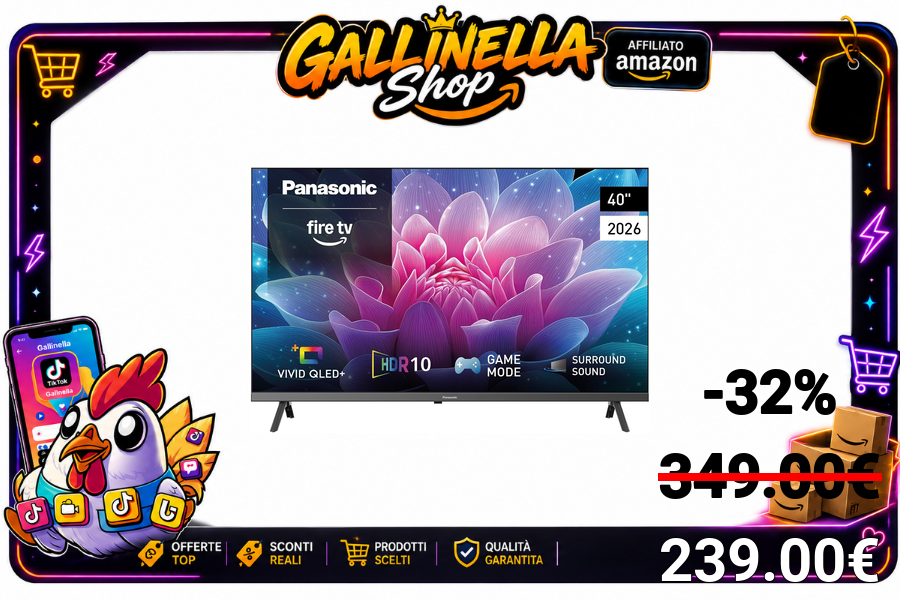 GALLINELLA
Shop
AFFILIATO
amazon
Panasonic
fire tv
40"
2026
VIVID QLED+
HDR10
GAME
MODE
SURROUND
SOUND
Panasonic
Gallinella
TikTok
Gallinella
-32%
349.00€
239.00€
OFFERTE
TOP
SCONTI
REALI
PRODOTTI
SCELTI
QUALITÀ
GARANTITA